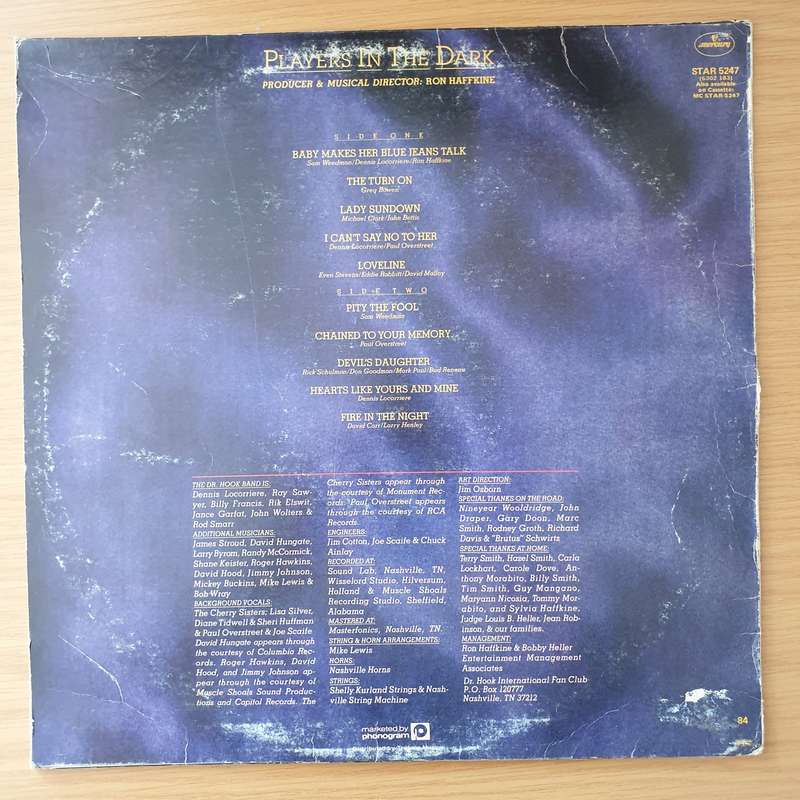 PLAYERS IN THE DARK
PRODUCER & MUSICAL DIRECTOR: RON HAFFKINE
mercury
STAR 5247
(6302 183)
Also available
on Cassette:
MC STAR 5247
SIDE ONE
BABY MAKES HER BLUE JEANS TALK
Sam Weedman/Dennis Locorriere/Ron Haffkine
THE TURN ON
Greg Bowen
LADY SUNDOWN
Michael Clark/John Bettis
I CAN'T SAY NO TO HER
Dennis Locorriere/Paul Overstreet
LOVELINE
Even Stevens/Eddie Rabbitt/David Malloy
SIDE TWO
PITY THE FOOL
Sam Weedman
CHAINED TO YOUR MEMORY
Paul Overstreet
DEVIL'S DAUGHTER
Rick Schulman/Don Goodman/Mark Paul/Bud Reneau
HEARTS LIKE YOURS AND MINE
Dennis Locorriere
FIRE IN THE NIGHT
David Carr/Larry Henley
THE DR. HOOK BAND IS:
Dennis Locorriere, Ray Saw-
yer, Billy Francis, Rik Elswit,
Jance Garfat, John Wolters &
Rod Smarr
ADDITIONAL MUSICIANS:
James Stroud, David Hungate,
Larry Byrom, Randy McCormick,
Shane Keister, Roger Hawkins,
David Hood, Jimmy Johnson,
Mickey Buckins, Mike Lewis &
Bob Wray
BACKGROUND VOCALS:
The Cherry Sisters; Lisa Silver,
Diane Tidwell & Sheri Huffman
& Paul Overstreet & Joe Scaife
David Hungate appears through
the courtesy of Columbia Rec-
ords. Roger Hawkins, David
Hood, and Jimmy Johnson ap-
pear through the courtesy of
Muscle Shoals Sound Produc-
tions and Capitol Records. The
Cherry Sisters appear through
the courtesy of Monument Rec-
ords. Paul Overstreet appears
through the courtesy of RCA
Records.
ENGINEERS:
Jim Cotton, Joe Scaife & Chuck
Ainlay
RECORDED AT:
Sound Lab, Nashville, TN,
Wisselord Studio, Hilversum,
Holland & Muscle Shoals
Recording Studio, Sheffield,
Alabama
MASTERED AT:
Masterfonics, Nashville, TN.
STRING & HORN ARRANGEMENTS:
Mike Lewis
HORNS:
Nashville Horns
STRINGS:
Shelly Kurland Strings & Nash-
ville String Machine
ART DIRECTION:
Jim Osborn
SPECIAL THANKS ON THE ROAD:
Nineyear Wooldridge, John
Draper, Gary Doon, Marc
Smith, Rodney Groth, Richard
Davis & "Brutus" Schwirtz
SPECIAL THANKS AT HOME:
Terry Smith, Hazel Smith, Carla
Lockhart, Carole Dove, An-
thony Morabito, Billy Smith,
Tim Smith, Guy Mangano,
Maryann Nicosia, Tommy Mor-
abito, and Sylvia Haffkine,
Judge Louis B. Heller, Jean Rob-
inson, & our families.
MANAGEMENT:
Ron Haffkine & Bobby Heller
Entertainment Management
Associates
Dr. Hook International Fan Club
P.O. Box 120777
Nashville, TN 37212
marketed by
phonogram
84